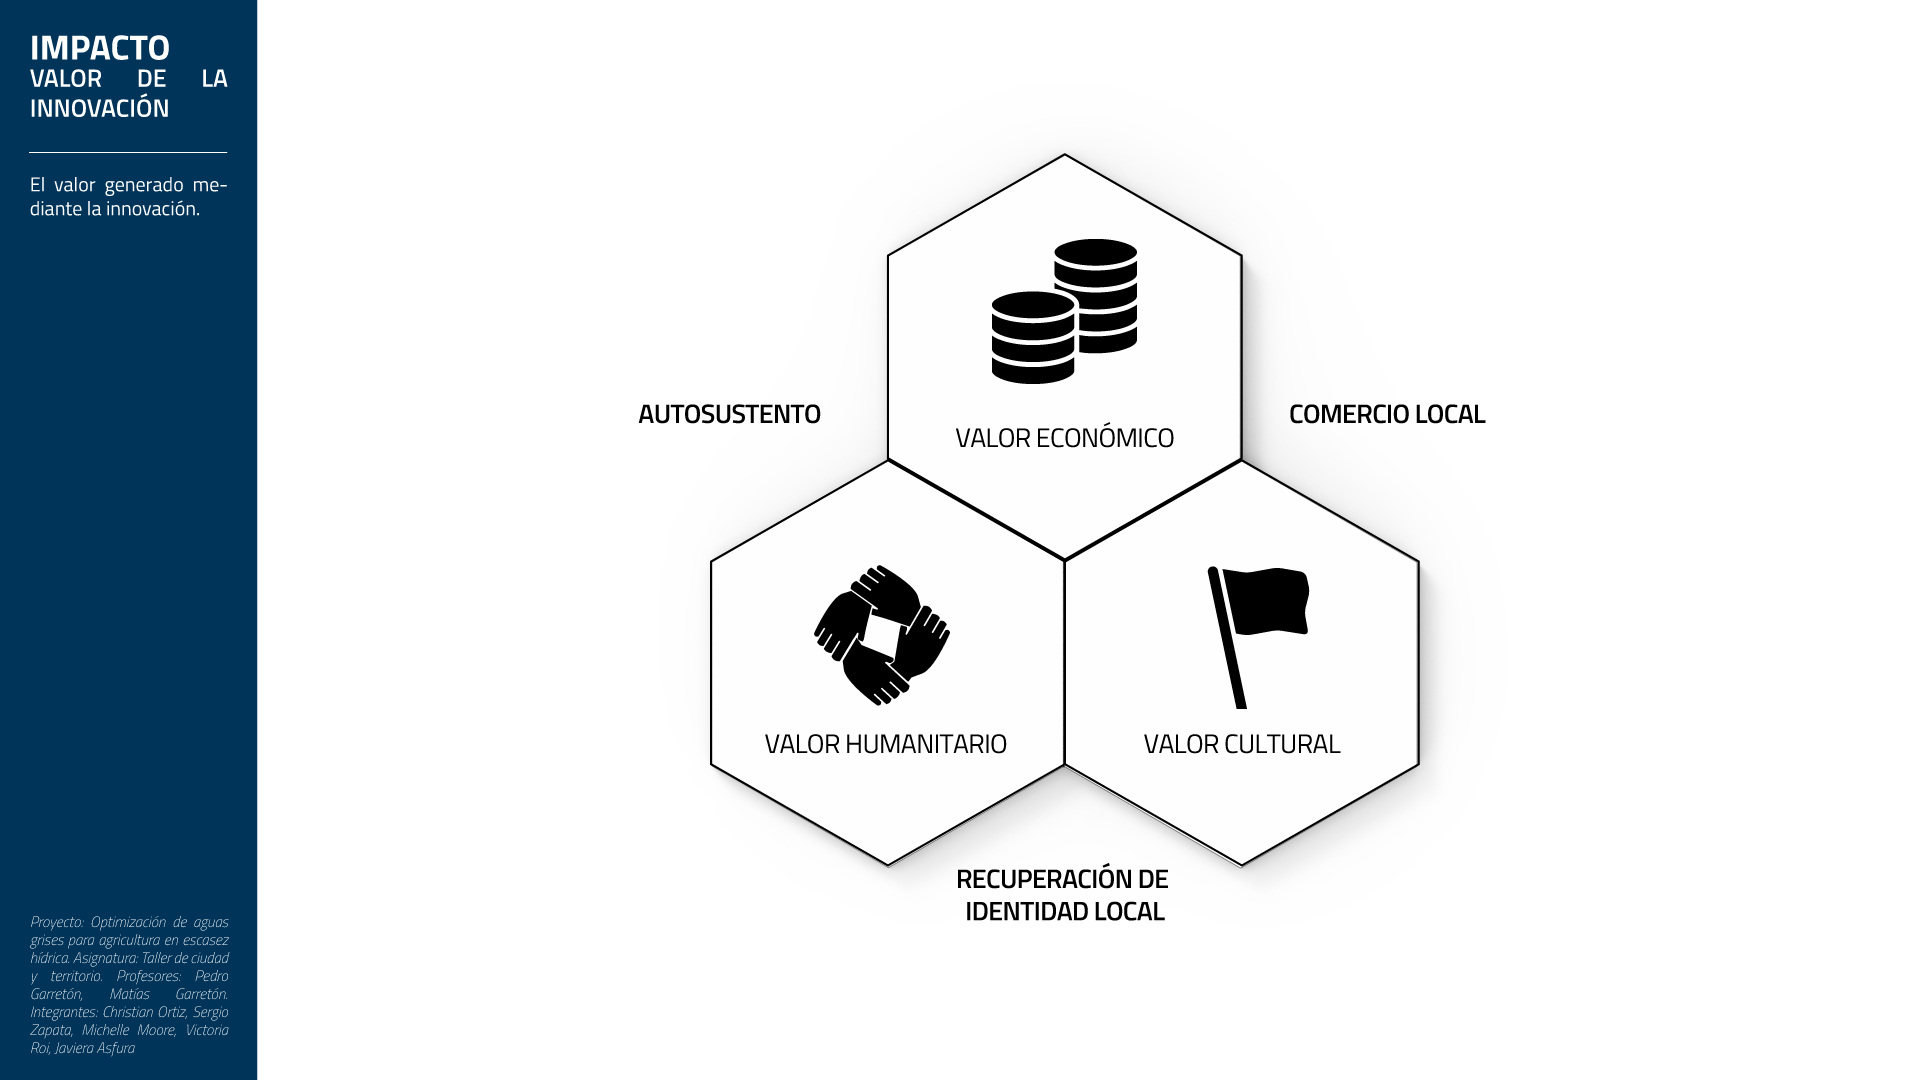 IMPACTO
VALOR DE LA
INNOVACIÓN
El valor generado me-
diante la innovación.
AUTOSUSTENTO
COMERCIO LOCAL
VALOR ECONÓMICO
VALOR HUMANITARIO
VALOR CULTURAL
RECUPERACIÓN DE
IDENTIDAD LOCAL
Proyecto: Optimización de aguas
grises para agricultura en escasez
hídrica. Asignatura: Taller de ciudad
y territorio. Profesores: Pedro
Garretón, Matías Garretón.
Integrantes: Christian Ortiz, Sergio
Zapata, Michelle Moore, Victoria
Roi, Javiera Asfura